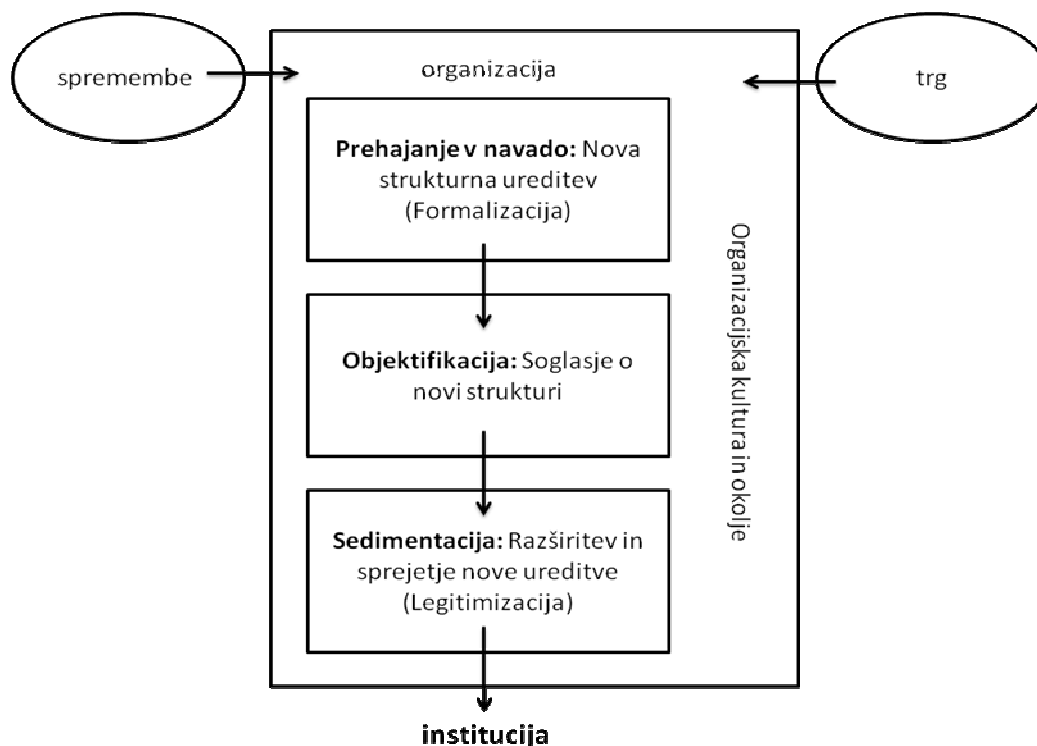 spremembe
organizacija
trg
Prehajanje v navado: Nova
strukturna ureditev
(Formalizacija)
Organizacijska kultura in okolje
Objektifikacija: Soglasje o
novi strukturi
Sedimentacija: Razširitev in
sprejetje nove ureditve
(Legitimizacija)
institucija